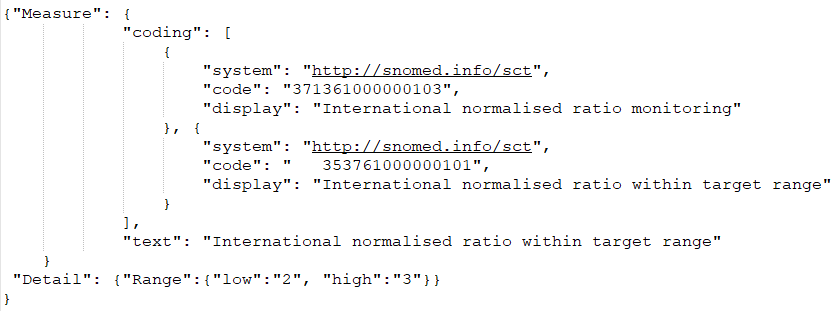 {"Measure": {
"coding": [
{
"system": "http://snomed.info/sct",
"code": "371361000000103",
"display": "International normalised ratio monitoring"
}, {
"system": "http://snomed.info/sct",
"code": "   353761000000101",
"display": "International normalised ratio within target range"
}
],
"text": "International normalised ratio within target range"
}
"Detail": {"Range":{"low":"2", "high":"3"}}
}